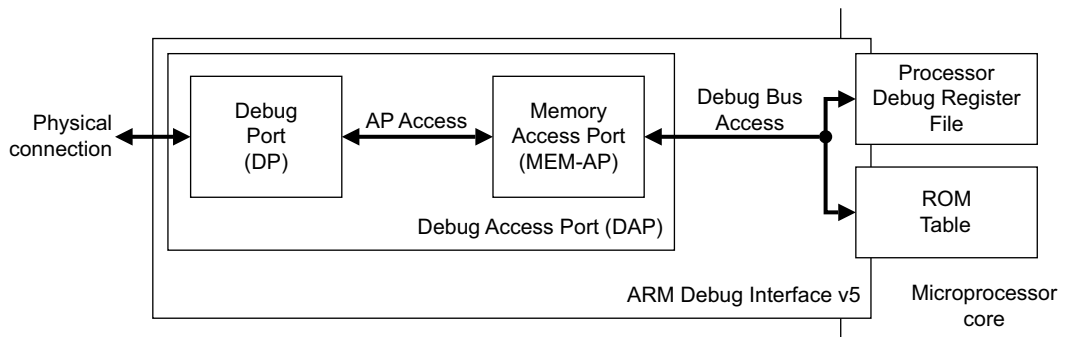 Physical
connection
Debug
Port
(DP)
AP Access
Memory
Access Port
(MEM-AP)
Debug Bus
Access
Processor
Debug Register
File
ROM
Table
Debug Access Port (DAP)
ARM Debug Interface v5
Microprocessor
core